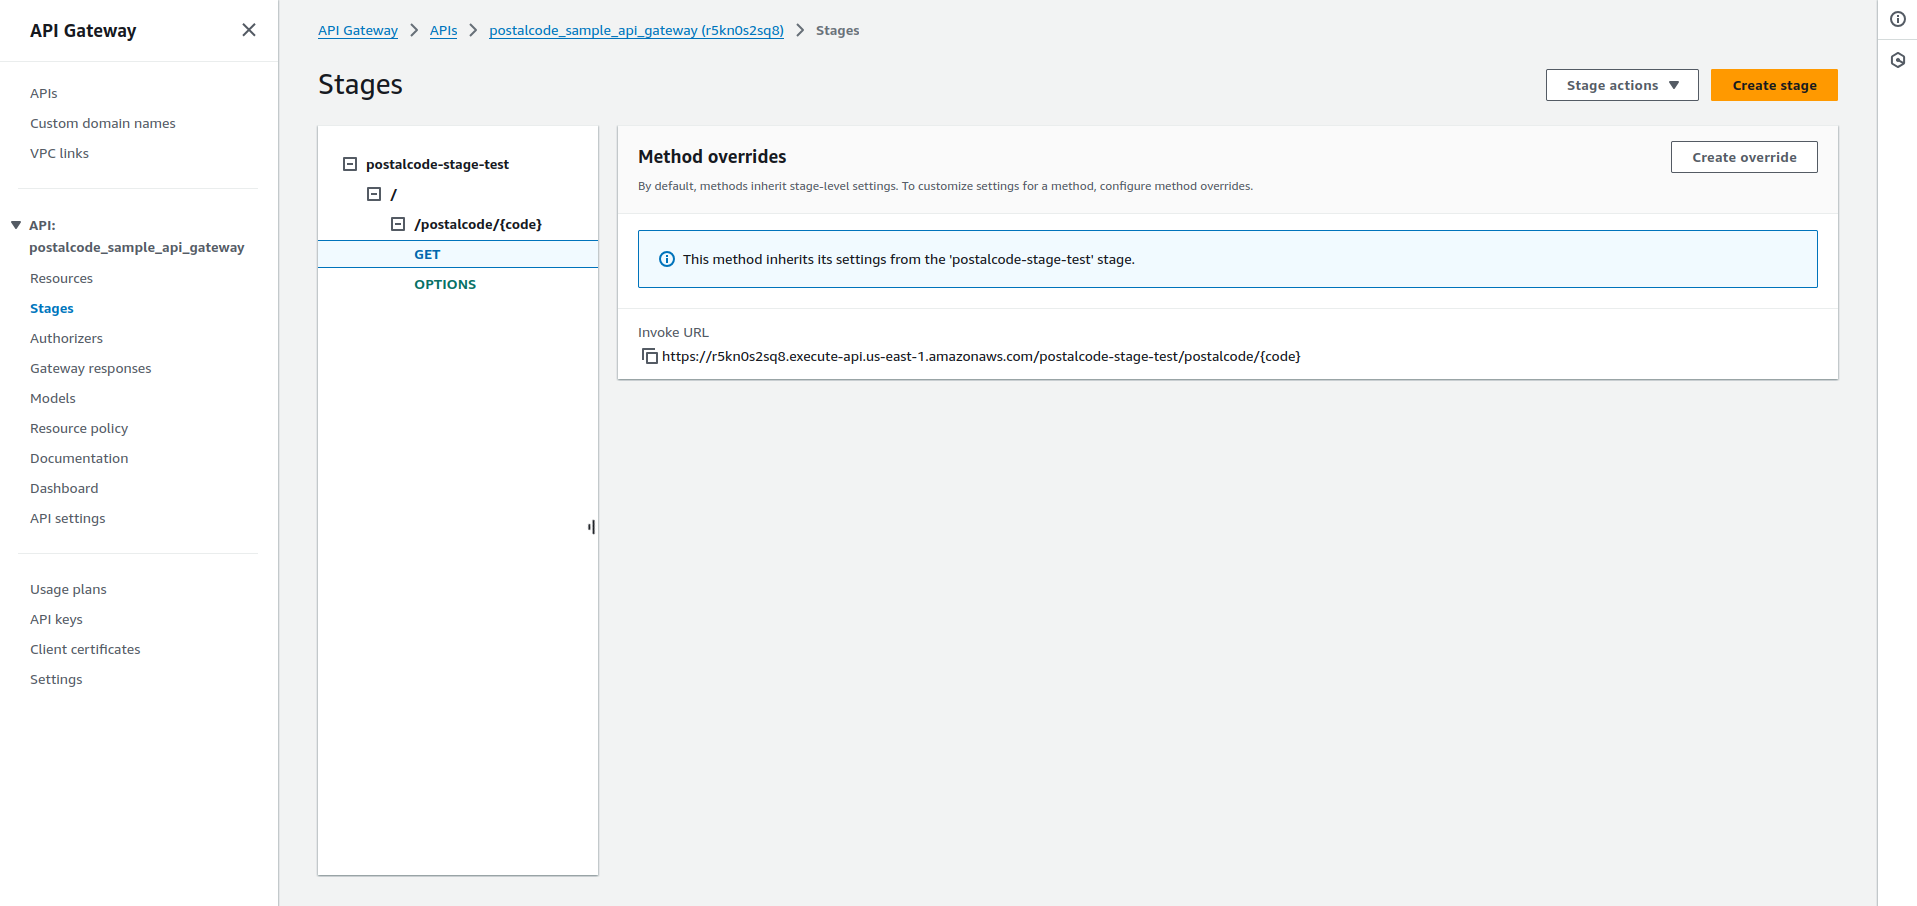 API Gateway
APIs
Custom domain names
VPC links
API:
postalcode_sample_api_gateway
Resources
Stages
Authorizers
Gateway responses
Models
Resource policy
Documentation
Dashboard
API settings
Usage plans
API keys
Client certificates
Settings
API Gateway > APIs > postalcode_sample_api_gateway (r5kn0s2sq8) > Stages
Stages
Stage actions
Create stage
postalcode-stage-test
/
/postalcode/{code}
GET
OPTIONS
Method overrides
Create override
By default, methods inherit stage-level settings. To customize settings for a method, configure method overrides.
This method inherits its settings from the 'postalcode-stage-test' stage.
Invoke URL
https://r5kn0s2sq8.execute-api.us-east-1.amazonaws.com/postalcode-stage-test/postalcode/{code}